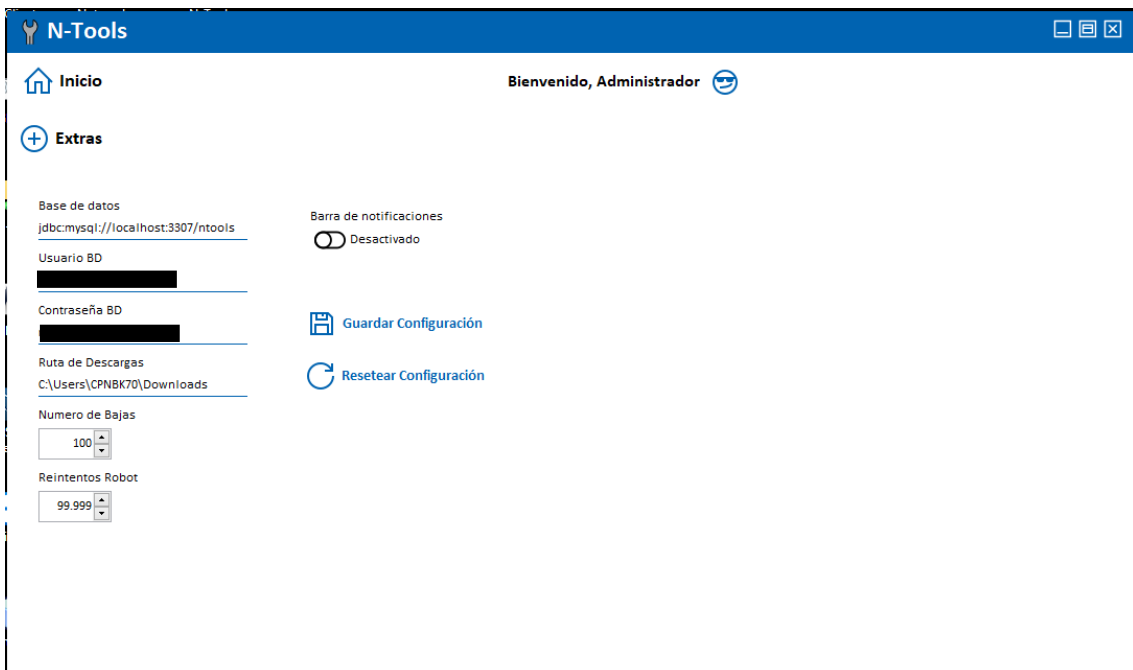 N-Tools
Inicio
Bienvenido, Administrador
Extras
Base de datos
jdbc:mysql://localhost:3307/ntools
Usuario BD
Contraseña BD
Ruta de Descargas
C:\Users\CPNBK70\Downloads
Numero de Bajas
100
Reintentos Robot
99.999
Barra de notificaciones
Desactivado
Guardar Configuración
Resetear Configuración